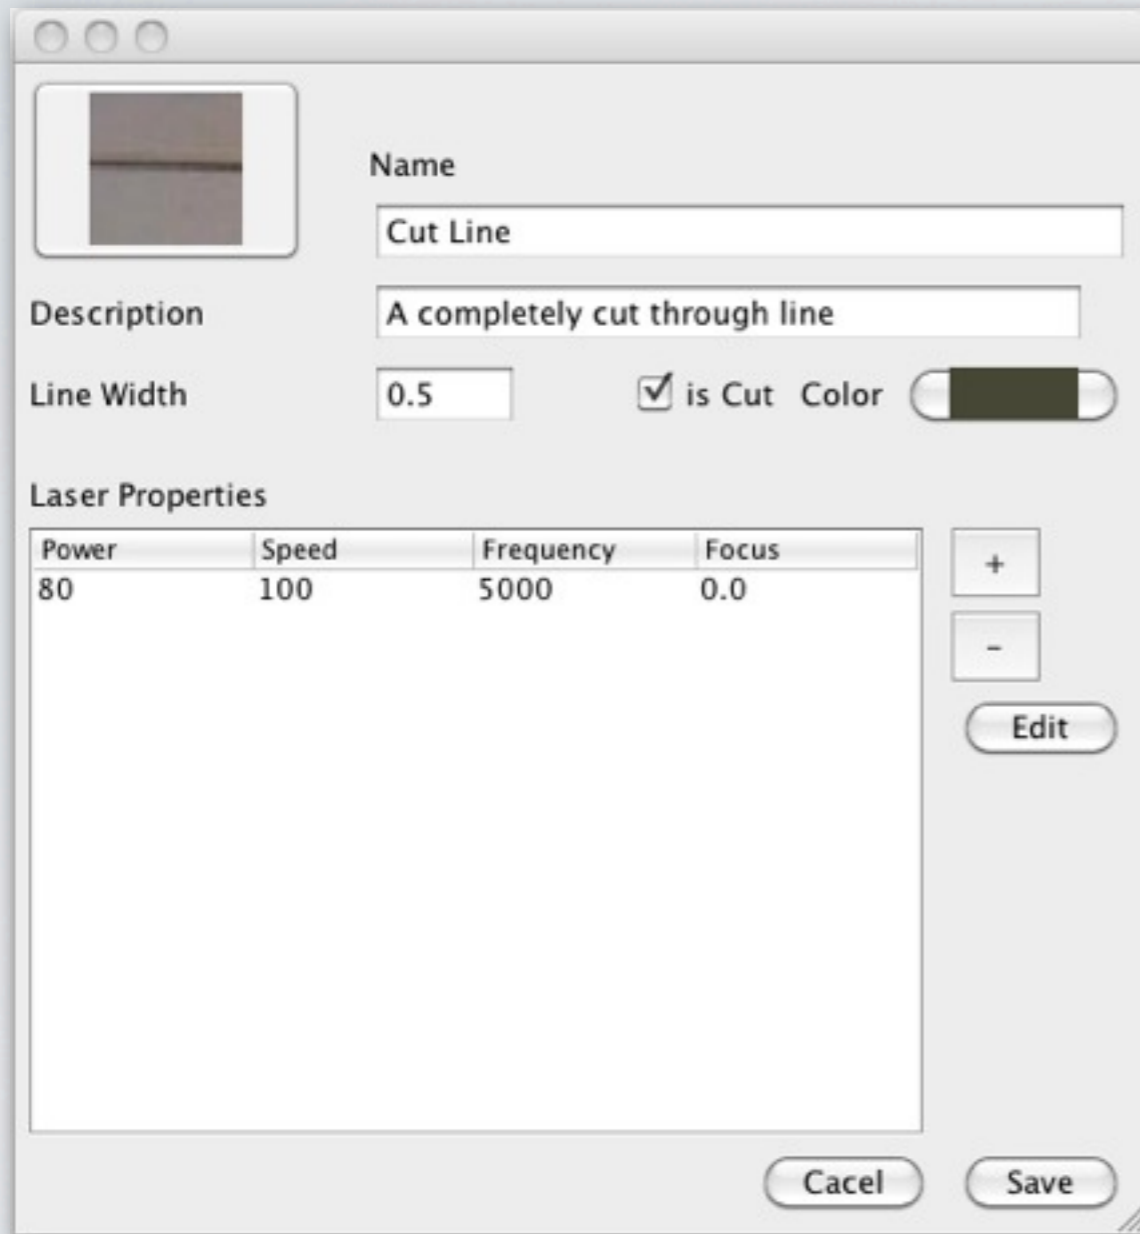 Name
Cut Line
Description
A completely cut through line
Line Width
0.5
is Cut
Color
Laser Properties
Power Speed Frequency Focus
80 100 5000 0.0
+
-
Edit
Cacel
Save